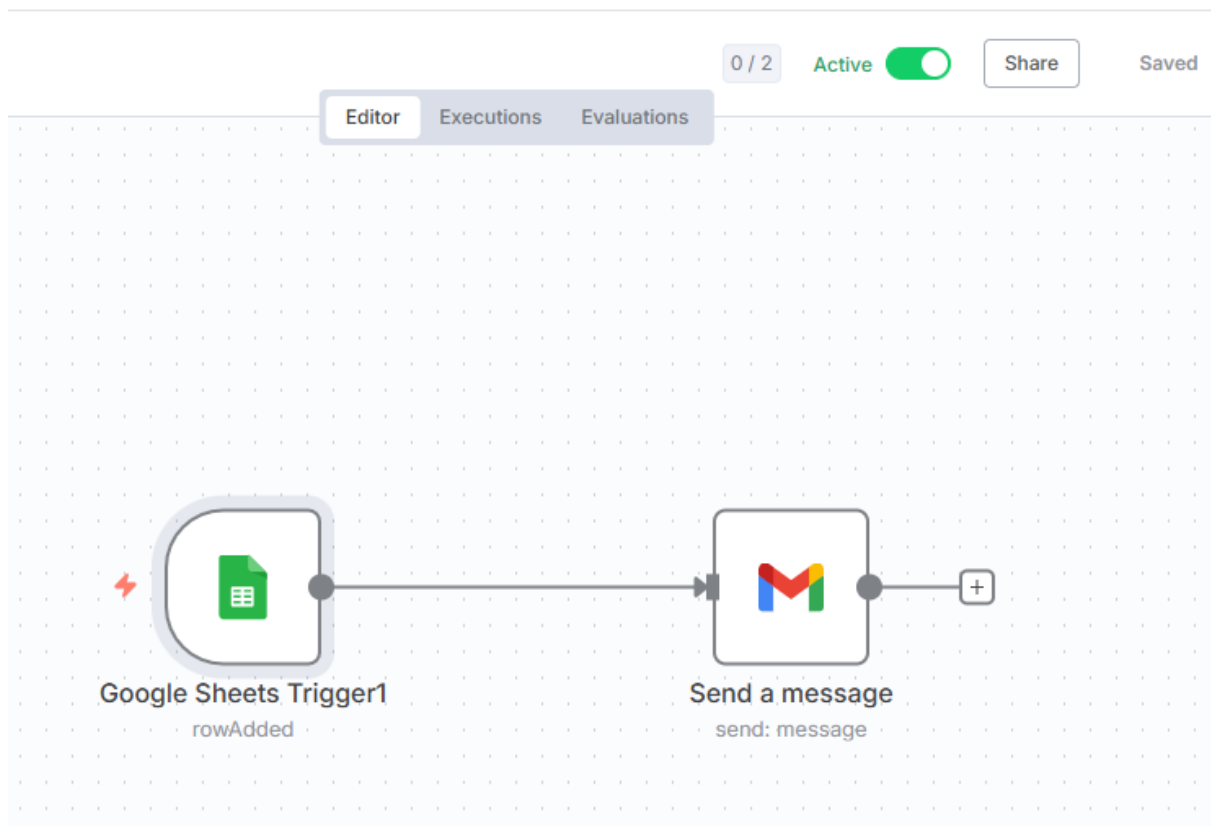 0 / 2 Active Share Saved
Editor Executions Evaluations
Google Sheets Trigger1 Send a message
rowAdded send: message